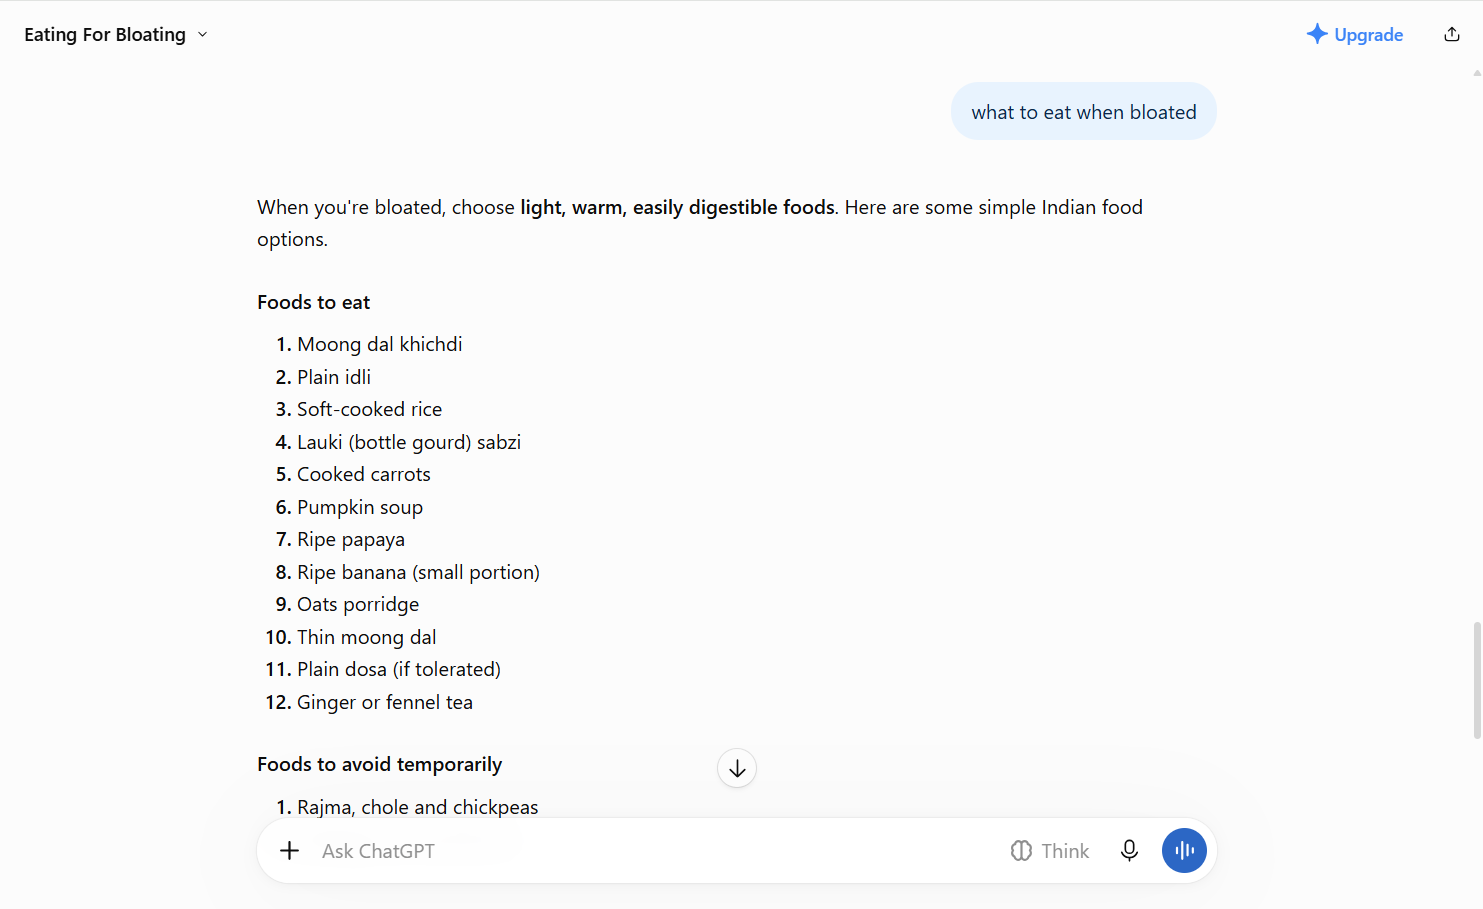 Eating For Bloating
Upgrade
what to eat when bloated
When you're bloated, choose light, warm, easily digestible foods. Here are some simple Indian food
options.
Foods to eat
1. Moong dal khichdi
2. Plain idli
3. Soft-cooked rice
4. Lauki (bottle gourd) sabzi
5. Cooked carrots
6. Pumpkin soup
7. Ripe papaya
8. Ripe banana (small portion)
9. Oats porridge
10. Thin moong dal
11. Plain dosa (if tolerated)
12. Ginger or fennel tea
Foods to avoid temporarily
1. Rajma, chole and chickpeas
Ask ChatGPT
Think